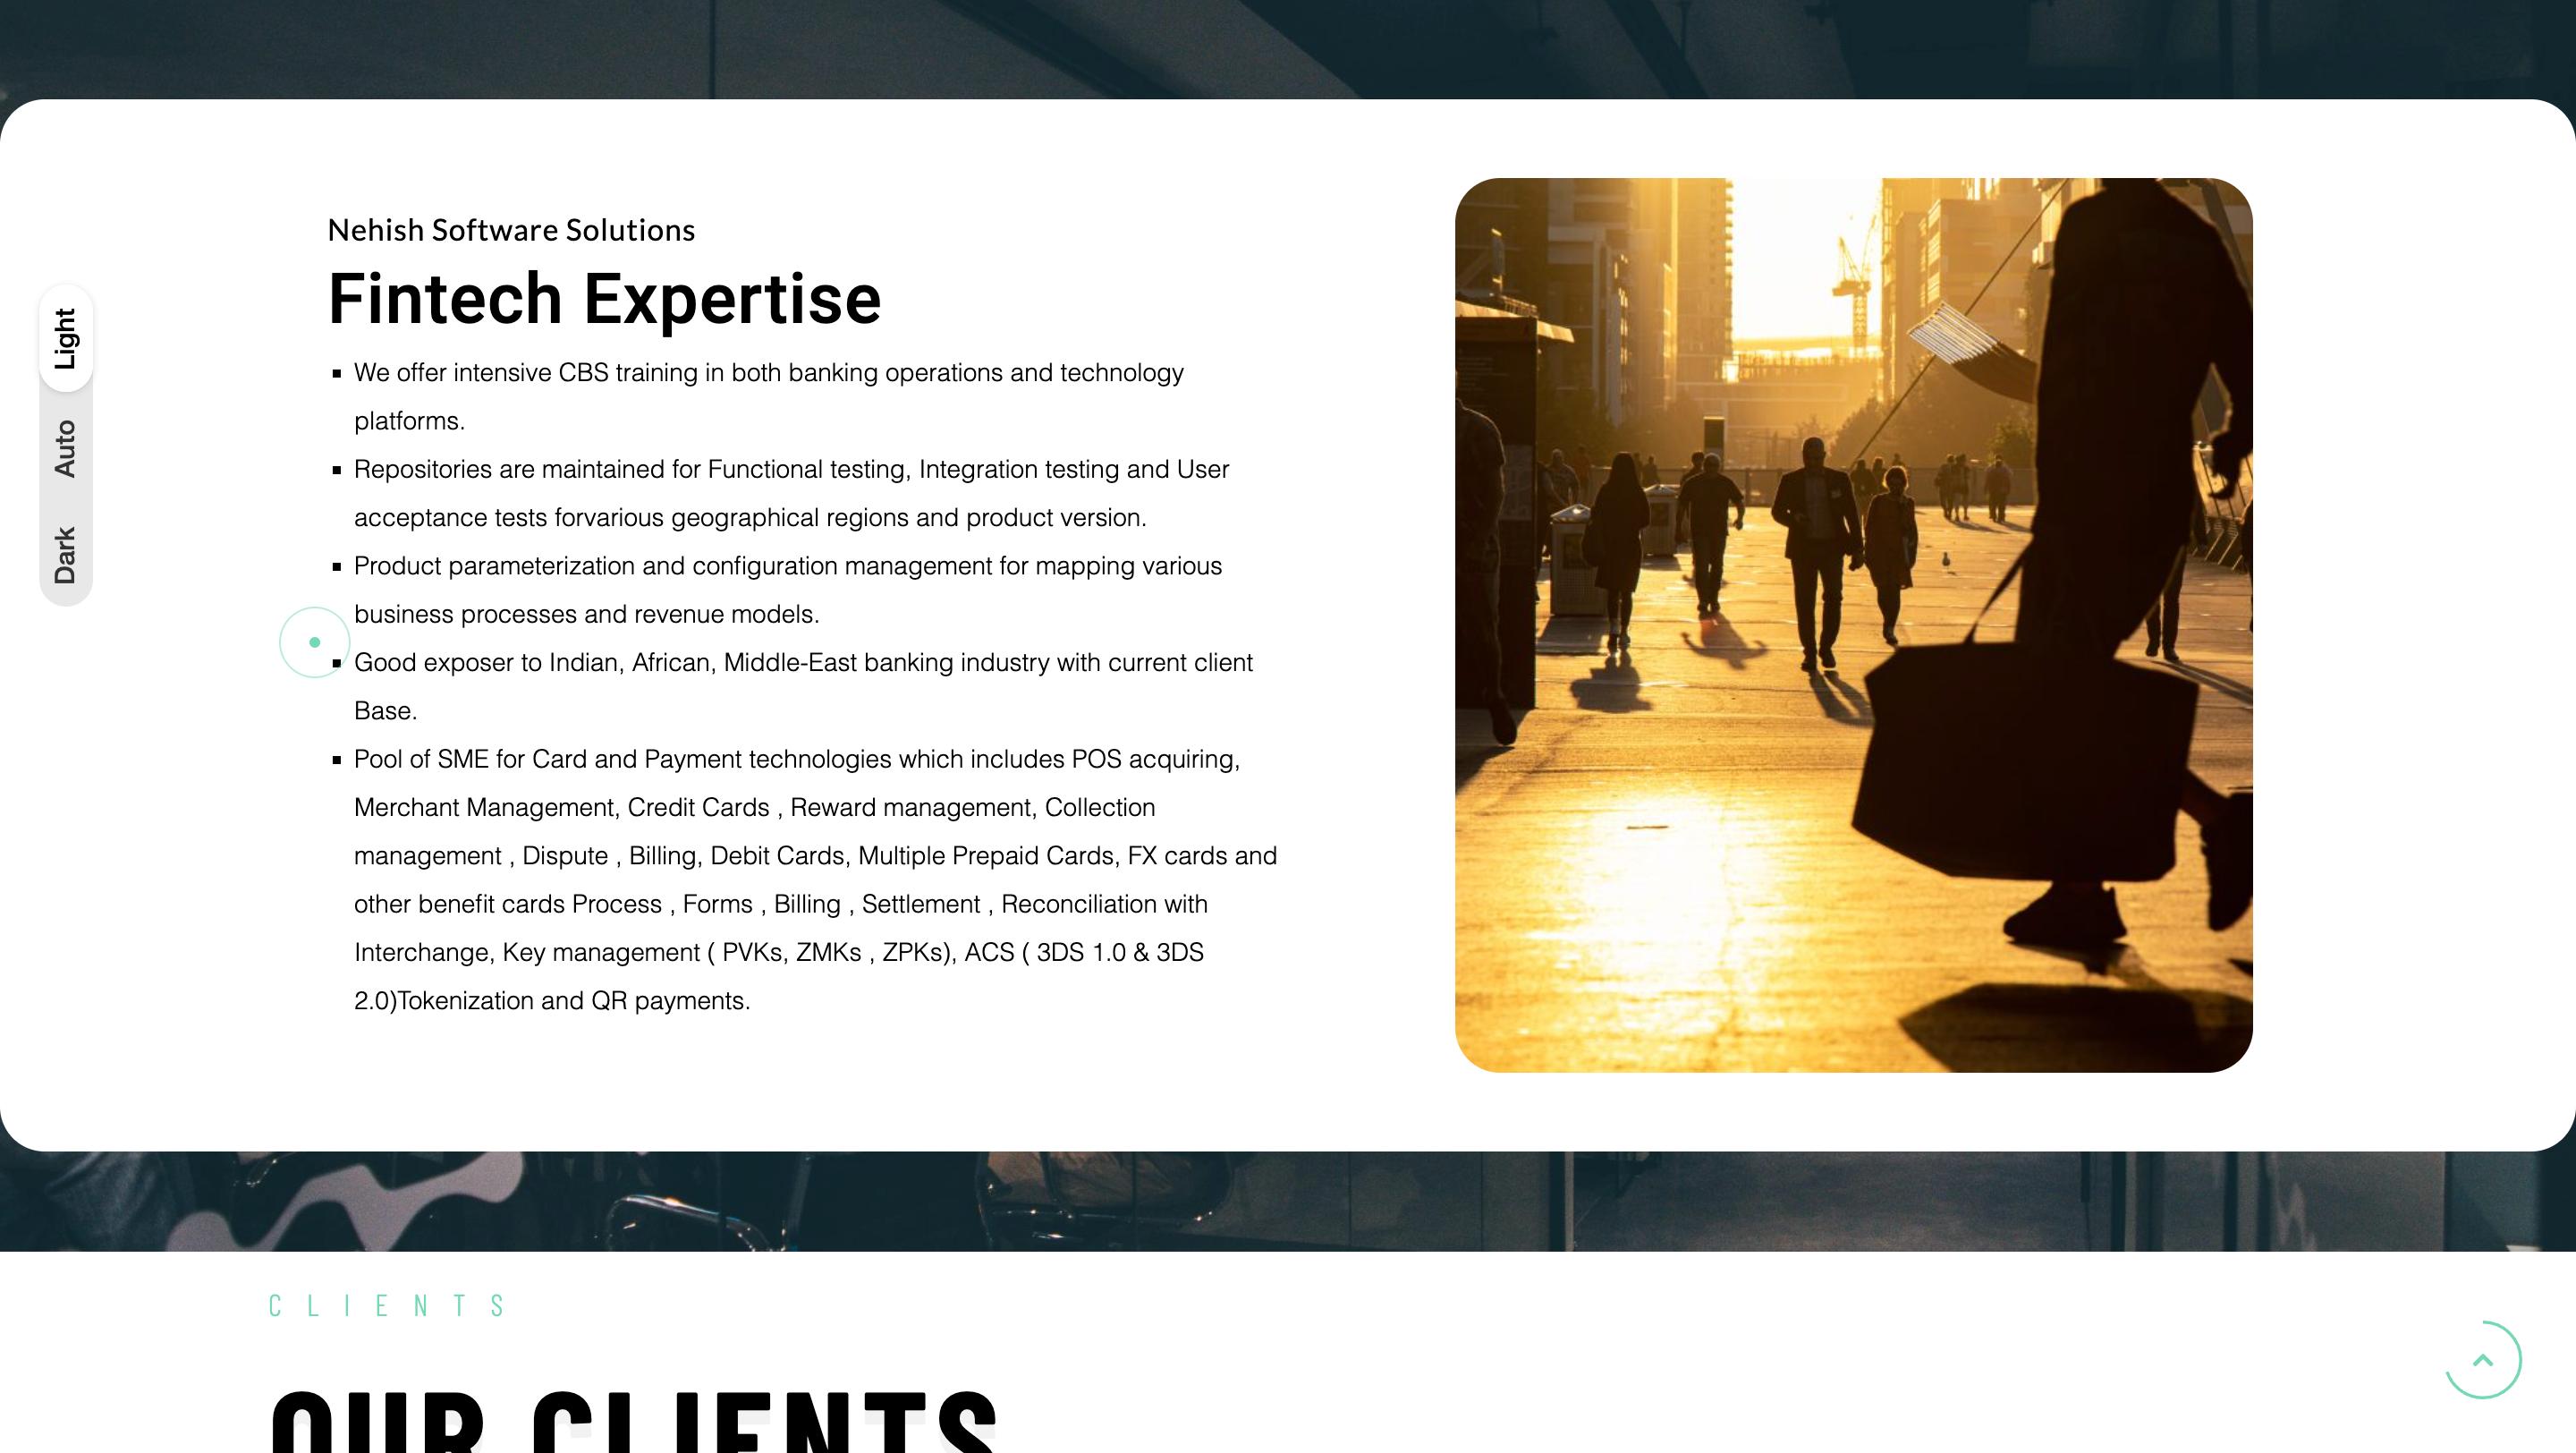 Nehish Software Solutions
Fintech Expertise
Light
Auto
Dark
We offer intensive CBS training in both banking operations and technology
platforms.
Repositories are maintained for Functional testing, Integration testing and User
acceptance tests forvarious geographical regions and product version.
Product parameterization and configuration management for mapping various
business processes and revenue models.
Good exposer to Indian, African, Middle-East banking industry with current client
Base.
Pool of SME for Card and Payment technologies which includes POS acquiring,
Merchant Management, Credit Cards , Reward management, Collection
management , Dispute , Billing, Debit Cards, Multiple Prepaid Cards, FX cards and
other benefit cards Process , Forms , Billing , Settlement , Reconciliation with
Interchange, Key management ( PVKs, ZMKs , ZPKs), ACS ( 3DS 1.0 & 3DS
2.0)Tokenization and QR payments.
CLIENTS
OUR CLIENTS